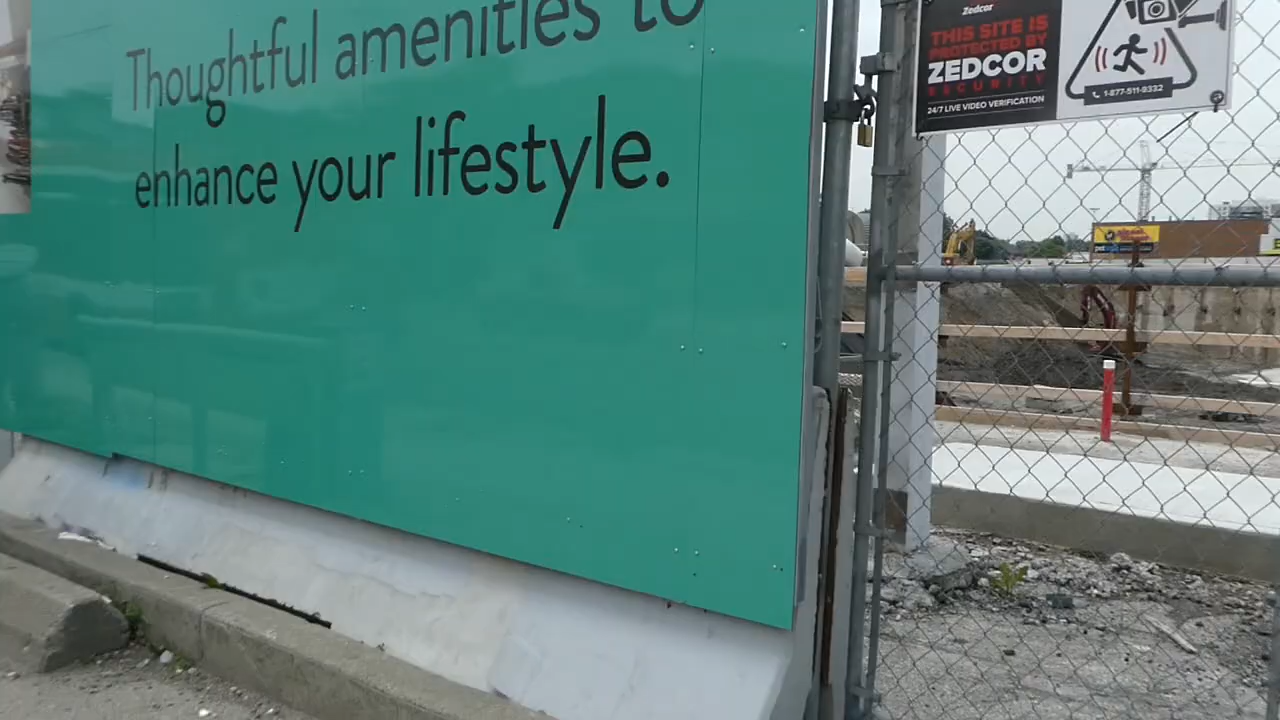 Thoughtful amenities to
enhance your lifestyle.
Zedcor
THIS SITE IS
PROTECTED BY
ZEDCOR
SECURITY
24/7 LIVE VIDEO VERIFICATION
1-877-511-9332